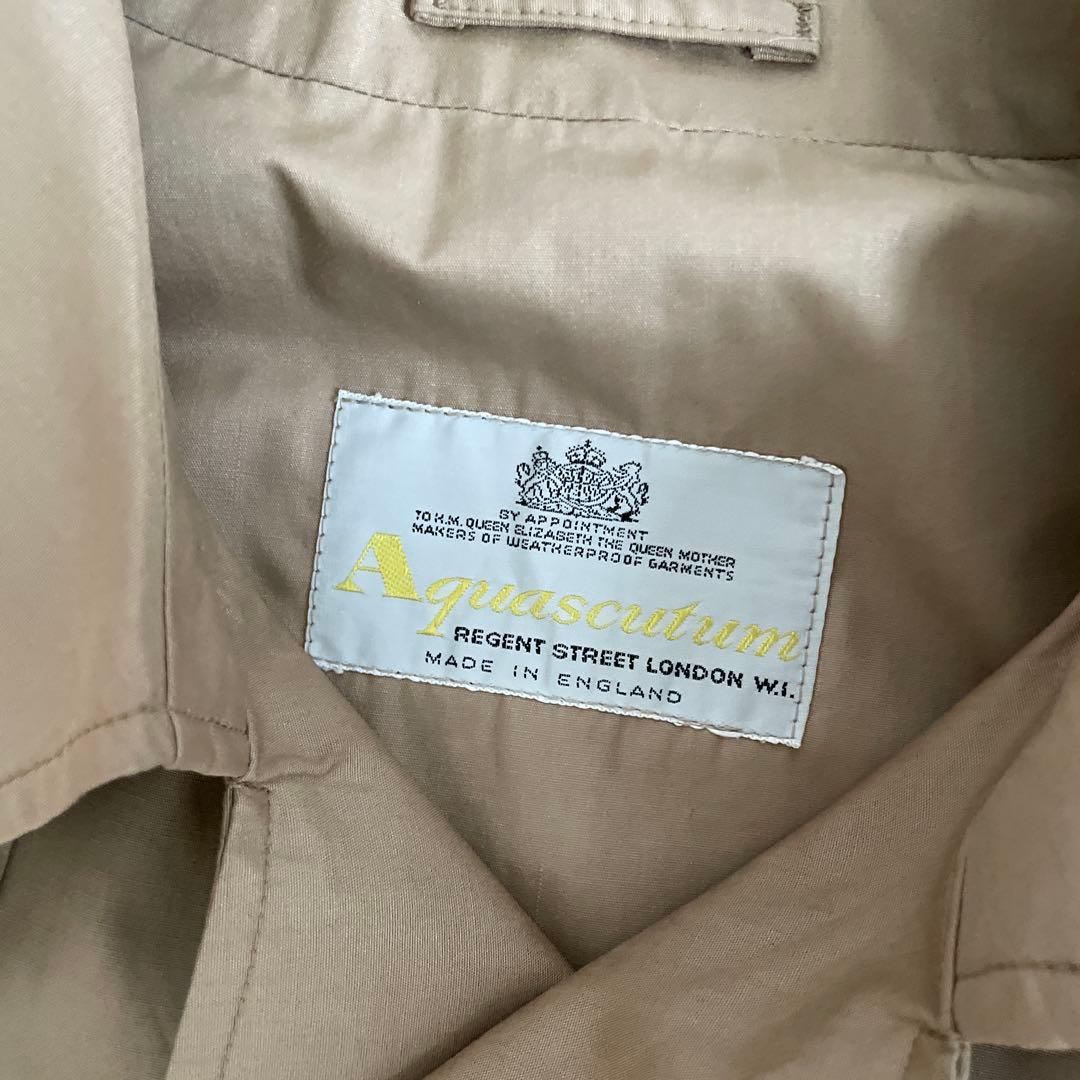 BY APPOINTMENT
TO H.M. QUEEN ELIZABETH THE QUEEN MOTHER
MAKERS OF WEATHERPROOF GARMENTS
Aquascutum
REGENT STREET LONDON W.I.
MADE IN ENGLAND